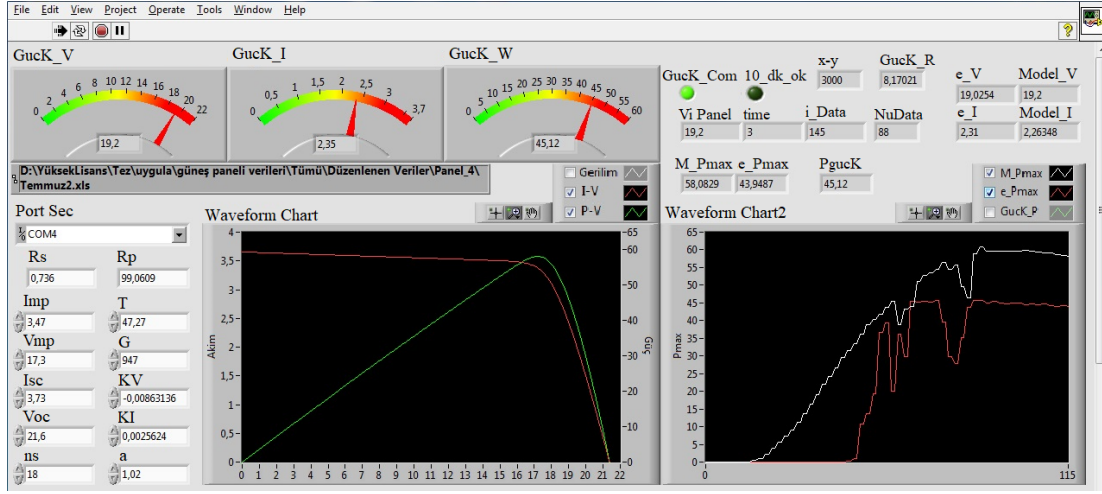 File Edit View Project Operate Tools Window Help
GucK_V
0 2 4 6 8 10 12 14 16 18 20 22
19,2
GucK_I
0 0,5 1 1,5 2 2,5 3 3,7
2,35
GucK_W
0 5 10 15 20 25 30 35 40 45 50 55 60
45,12
GucK_Com 10_dk_ok x-y GucK_R e_V Model_V
3000 8,17021 19,0254 19,2
Vi Panel time i_Data NuData e_I Model_I
19,2 3 145 88 2,31 2,26348
M_Pmax e_Pmax PgucK
58,0829 43,9487 45,12
D:\YüksekLisans\Tez\uygula\güneş paneli verileri\Tümü\Düzenlenen Veriler\Panel_4\
Temmuz2.xls
Port Sec
COM4
Rs Rp
0,736 99,0609
Imp T
3,47 47,27
Vmp G
17,3 947
Isc KV
3,73 -0,00863136
Voc KI
21,6 0,0025624
ns a
18 1,02
Gerilim
I-V
P-V
Waveform Chart
Akim
4
3,5
3
2,5
2
1,5
1
0,5
0
0 1 2 3 4 5 6 7 8 9 10 11 12 13 14 15 16 17 18 19 20 21 22
65
60
50
40
30
20
10
0
Güç
M_Pmax
e_Pmax
GucK_P
Waveform Chart2
Pmax
65
60
55
50
45
40
35
30
25
20
15
10
5
0
0 115